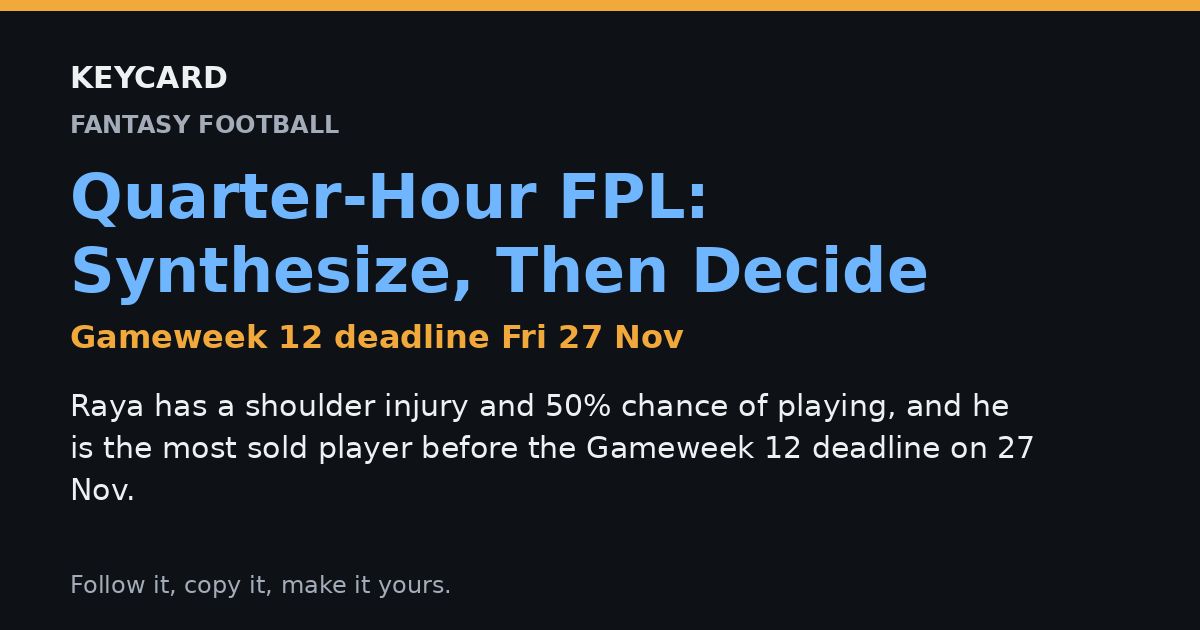 KEYCARD
FANTASY FOOTBALL
Quarter-Hour FPL:
Synthesize, Then Decide
Gameweek 12 deadline Fri 27 Nov
Raya has a shoulder injury and 50% chance of playing, and he
is the most sold player before the Gameweek 12 deadline on 27
Nov.
Follow it, copy it, make it yours.